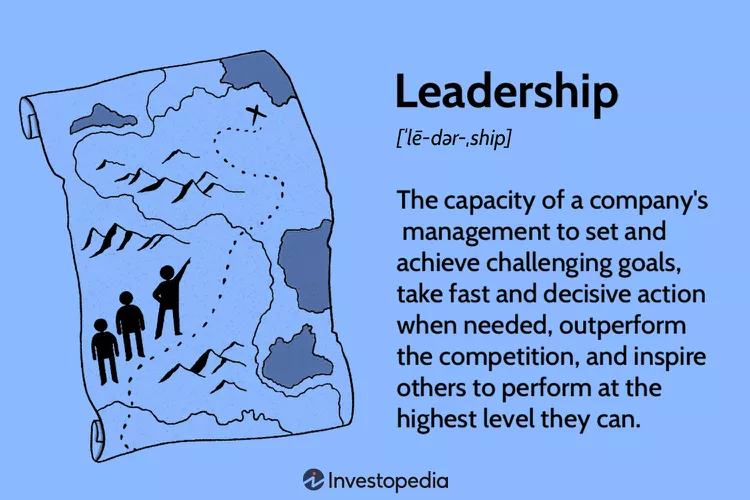 Leadership
[ˈlē-dər-ˌship]
The capacity of a company's
management to set and
achieve challenging goals,
take fast and decisive action
when needed, outperform
the competition, and inspire
others to perform at the
highest level they can.
Investopedia